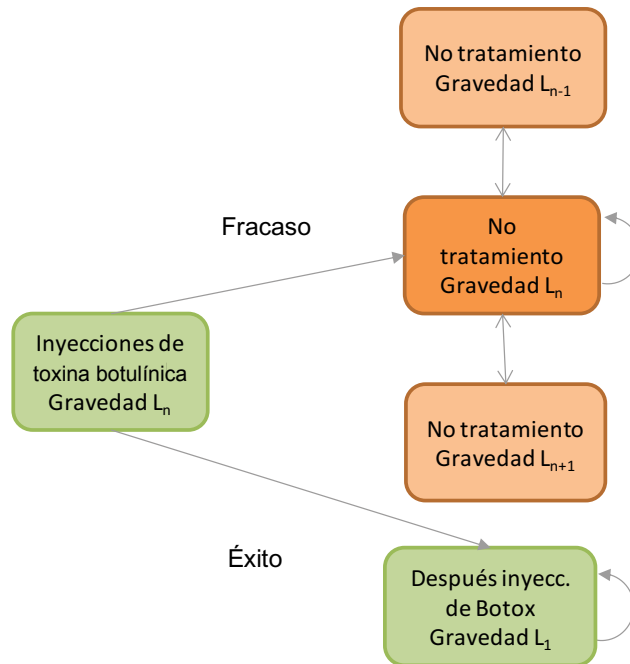 No tratamiento
Gravedad Ln-1
Fracaso
No
tratamiento
Gravedad Ln
Inyecciones de
toxina botulínica
Gravedad Ln
No tratamiento
Gravedad Ln+1
Éxito
Después inyecc.
de Botox
Gravedad L1